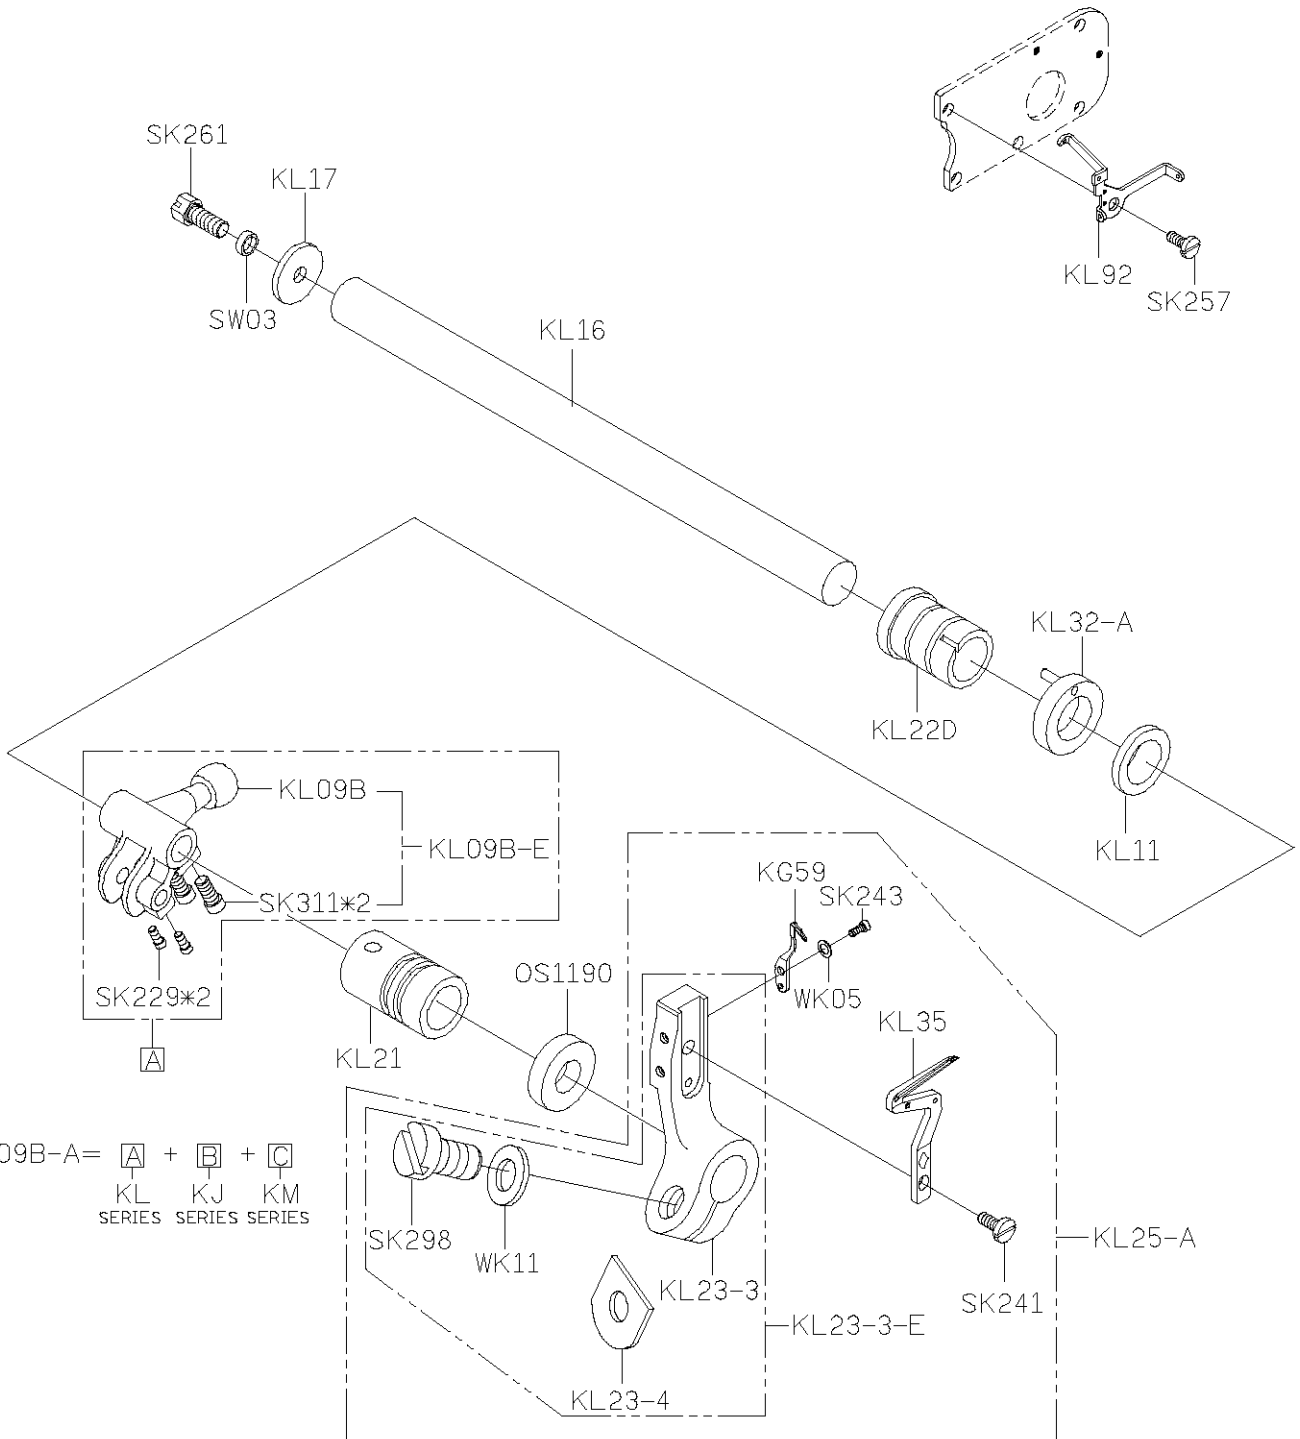 SK261
KL17
SW03
KL16
KL92
SK257
KL32-A
KL22D
KL11
KL09B
KL09B-E
SK311*2
SK229*2
A
KL21
OS1190
KG59
SK243
WK05
KL35
09B-A= A + B + C
KL KJ KM
SERIES SERIES SERIES
SK298
WK11
KL23-3
KL25-A
SK241
KL23-3-E
KL23-4